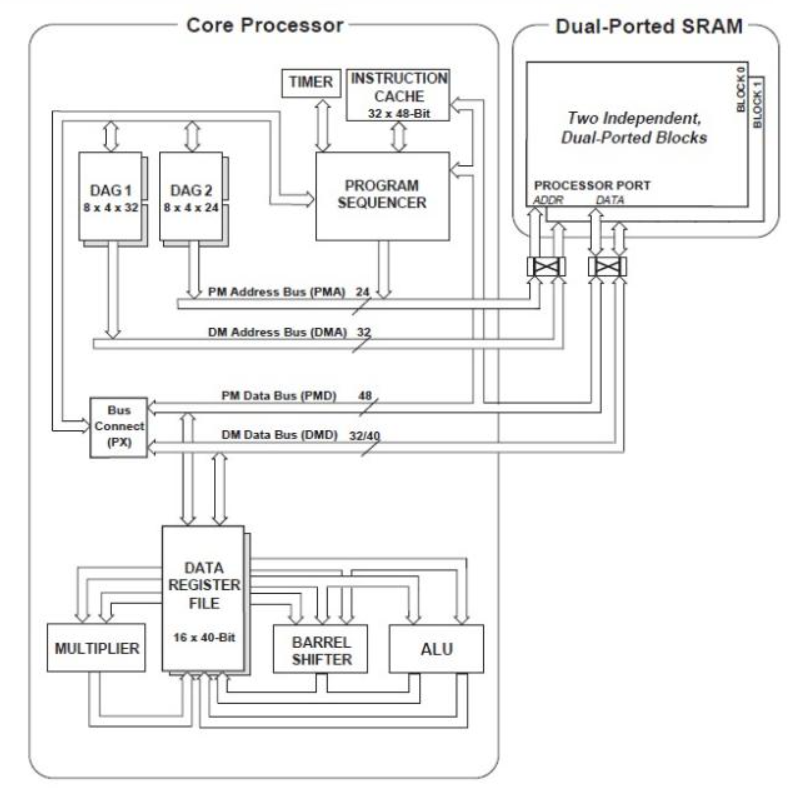 Core Processor
Dual-Ported SRAM
TIMER
INSTRUCTION
CACHE
32 x 48-Bit
BLOCK 0
BLOCK 1
Two Independent,
Dual-Ported Blocks
DAG 1
8 x 4 x 32
DAG 2
8 x 4 x 24
PROGRAM
SEQUENCER
PROCESSOR PORT
ADDR
DATA
PM Address Bus (PMA) 24
DM Address Bus (DMA) 32
PM Data Bus (PMD) 48
Bus
Connect
(PX)
DM Data Bus (DMD) 32/40
DATA
REGISTER
FILE
16 x 40-Bit
MULTIPLIER
BARREL
SHIFTER
ALU